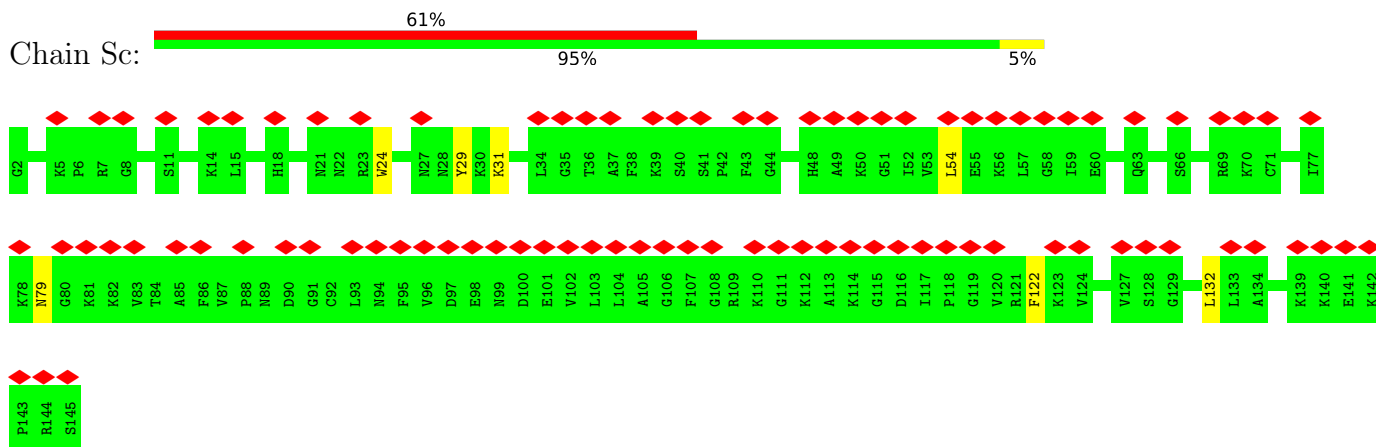 61%
Chain Sc:
95% 5%
G2 K5 P6 R7 G8 S11 K14 L15 H18 N21 N22 R23 W24 N27 N28 Y29 K30 K31 L34 G35 T36 A37 F38 K39 S40 S41 P42 F43 G44 H48 A49 K50 G51 I52 V53 L54 E55 K56 L57 G58 I59 E60 Q63 S66 R69 K70 C71 I77
K78 N79 G80 K81 K82 V83 T84 A85 F86 V87 P88 N89 D90 G91 C92 L93 N94 F95 V96 D97 E98 N99 D100 E101 V102 L103 L104 A105 G106 F107 G108 R109 K110 G111 K112 A113 K114 G115 D116 I117 P118 G119 V120 R121 F122 K123 V124 V127 S128 G129 L132 L133 A134 K139 K140 E141 K142
P143 R144 S145